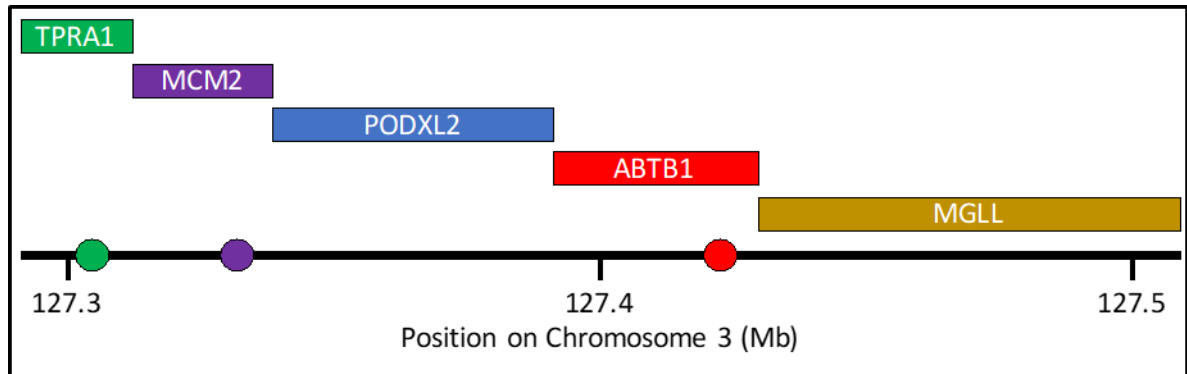 TPRA1
MCM2
PODXL2
ABTB1
MGLL
127.3 127.4 127.5
Position on Chromosome 3 (Mb)